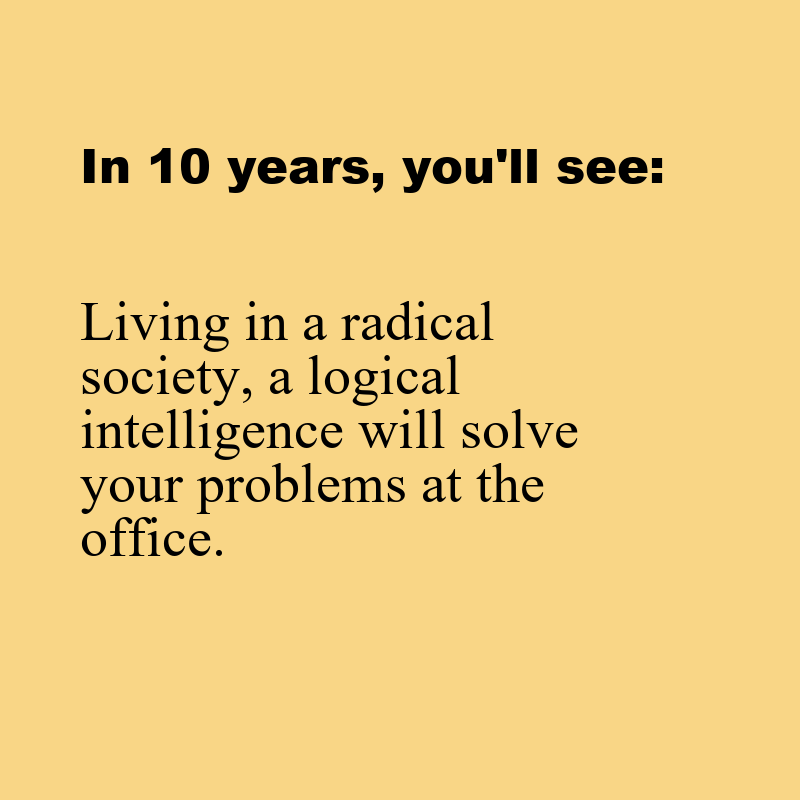 In 10 years, you'll see:
Living in a radical
society, a logical
intelligence will solve
your problems at the
office.